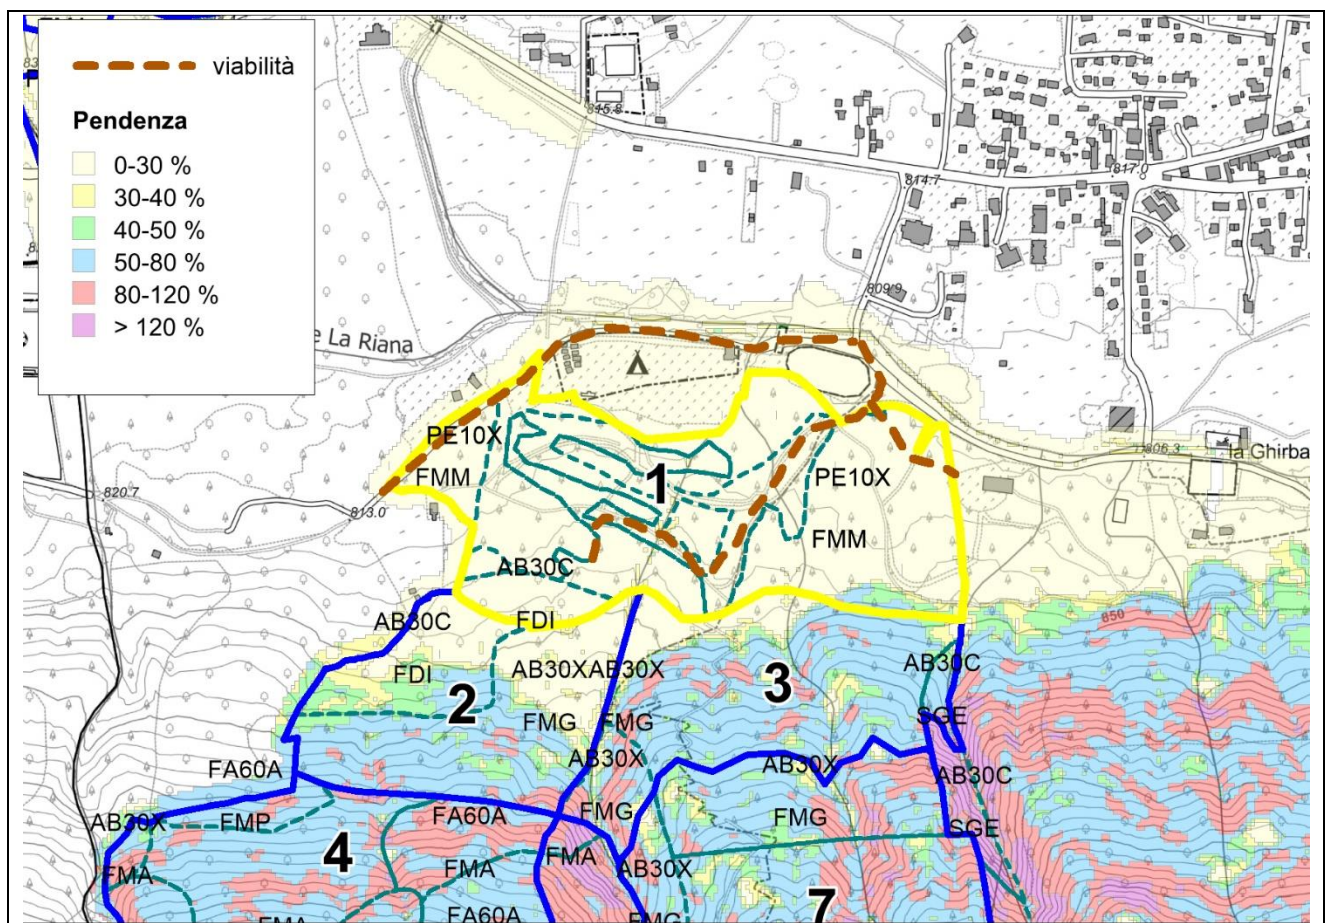 viabilità
Pendenza
0-30 %
30-40 %
40-50 %
50-80 %
80-120 %
> 120 %
815.8
817.0
814.7
809.9
e La Riana
806.3
la Ghirba
PE10X
FMM
1
PE10X
820.7
813.0
FMM
AB30C
AB30C
FDI
850
FDI
AB30X
AB30X
AB30C
2
3
FMG
FMG
SGE
FA60A
AB30X
AB30X
AB30C
AB30X
FMP
FA60A
FMG
FMG
SGE
4
FMA
FMA
FMA
AB30X
7
FMA
FA60A
FMG